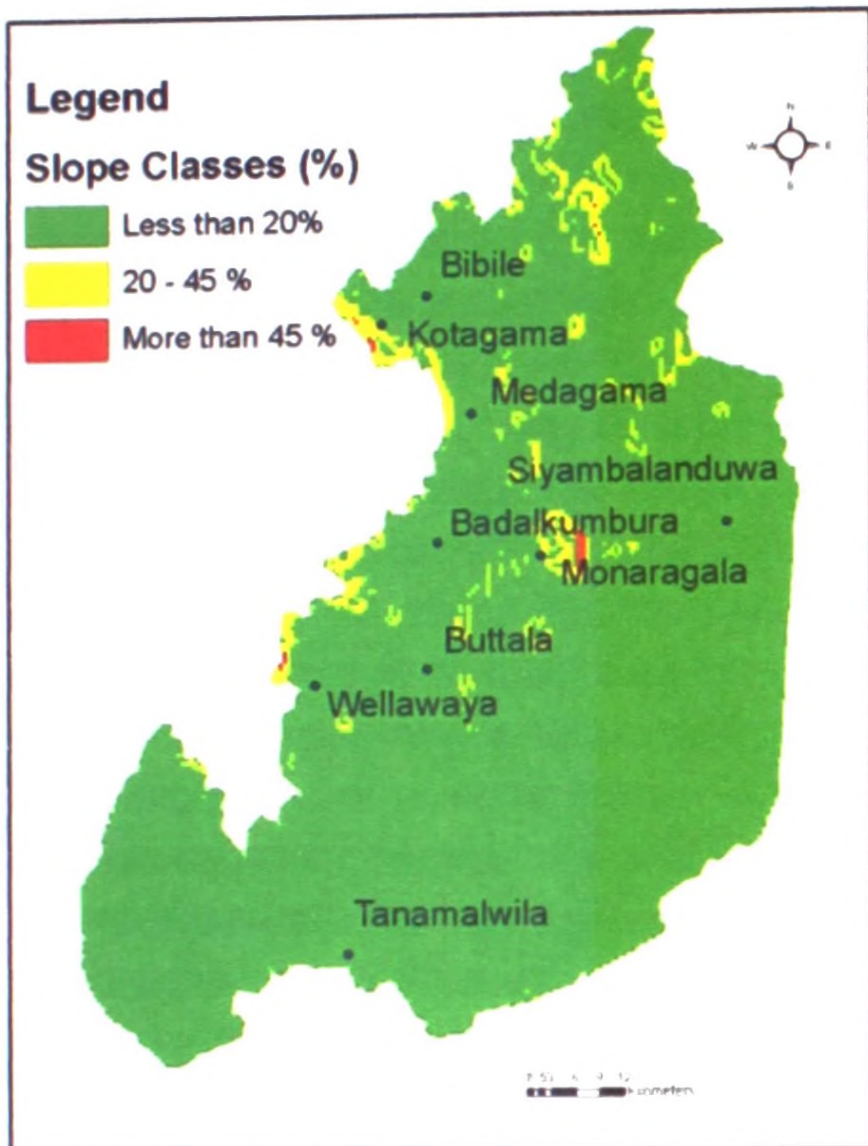 Legend
Slope Classes (%)
Less than 20%
20 - 45 %
More than 45 %
N
W
E
S
Bibile
Kotagama
Medagama
Siyambalanduwa
Badalkumbura
Monaragala
Buttala
Wellawaya
Tanamalwila